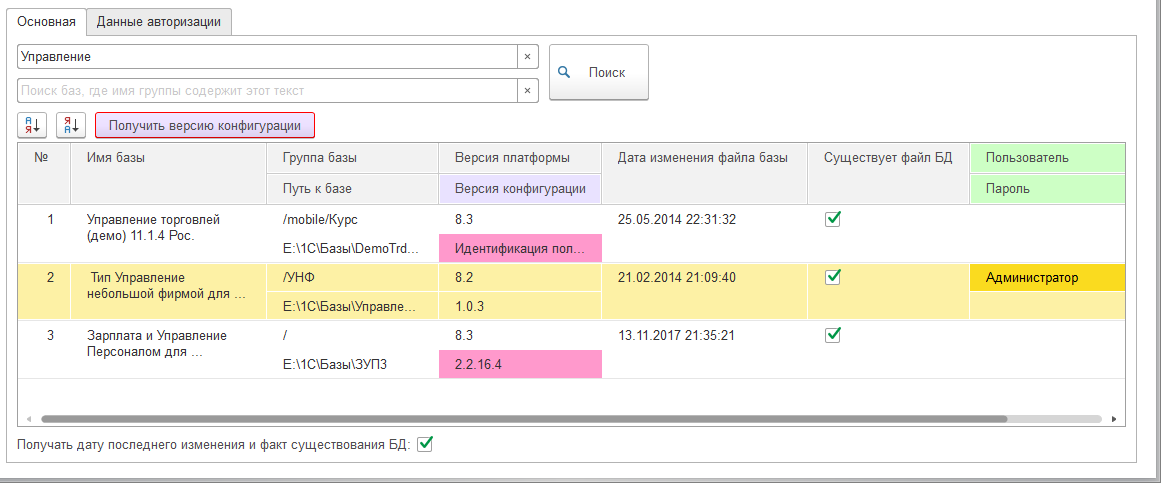 Основная
Данные авторизации
Управление
×
Поиск баз, где имя группы содержит этот текст
×
Поиск
А
Я
Я
А
Получить версию конфигурации
№ Имя базы Группа базы Версия платформы Дата изменения файла базы Существует файл БД Пользователь
Путь к базе Версия конфигурации Пароль
1 Управление торговлей /mobile/Курс 8.3 25.05.2014 22:31:32
(демо) 11.1.4 Рос.
E:\1C\Базы\DemoTrd... Идентификация пол...
2 Тип Управление /УНФ 8.2 21.02.2014 21:09:40 Администратор
небольшой фирмой для ...
E:\1C\Базы\Управле... 1.0.3
3 Зарплата и Управление / 8.3 13.11.2017 21:35:21
Персоналом для ...
E:\1C\Базы\ЗУП3 2.2.16.4
Получать дату последнего изменения и факт существования БД: